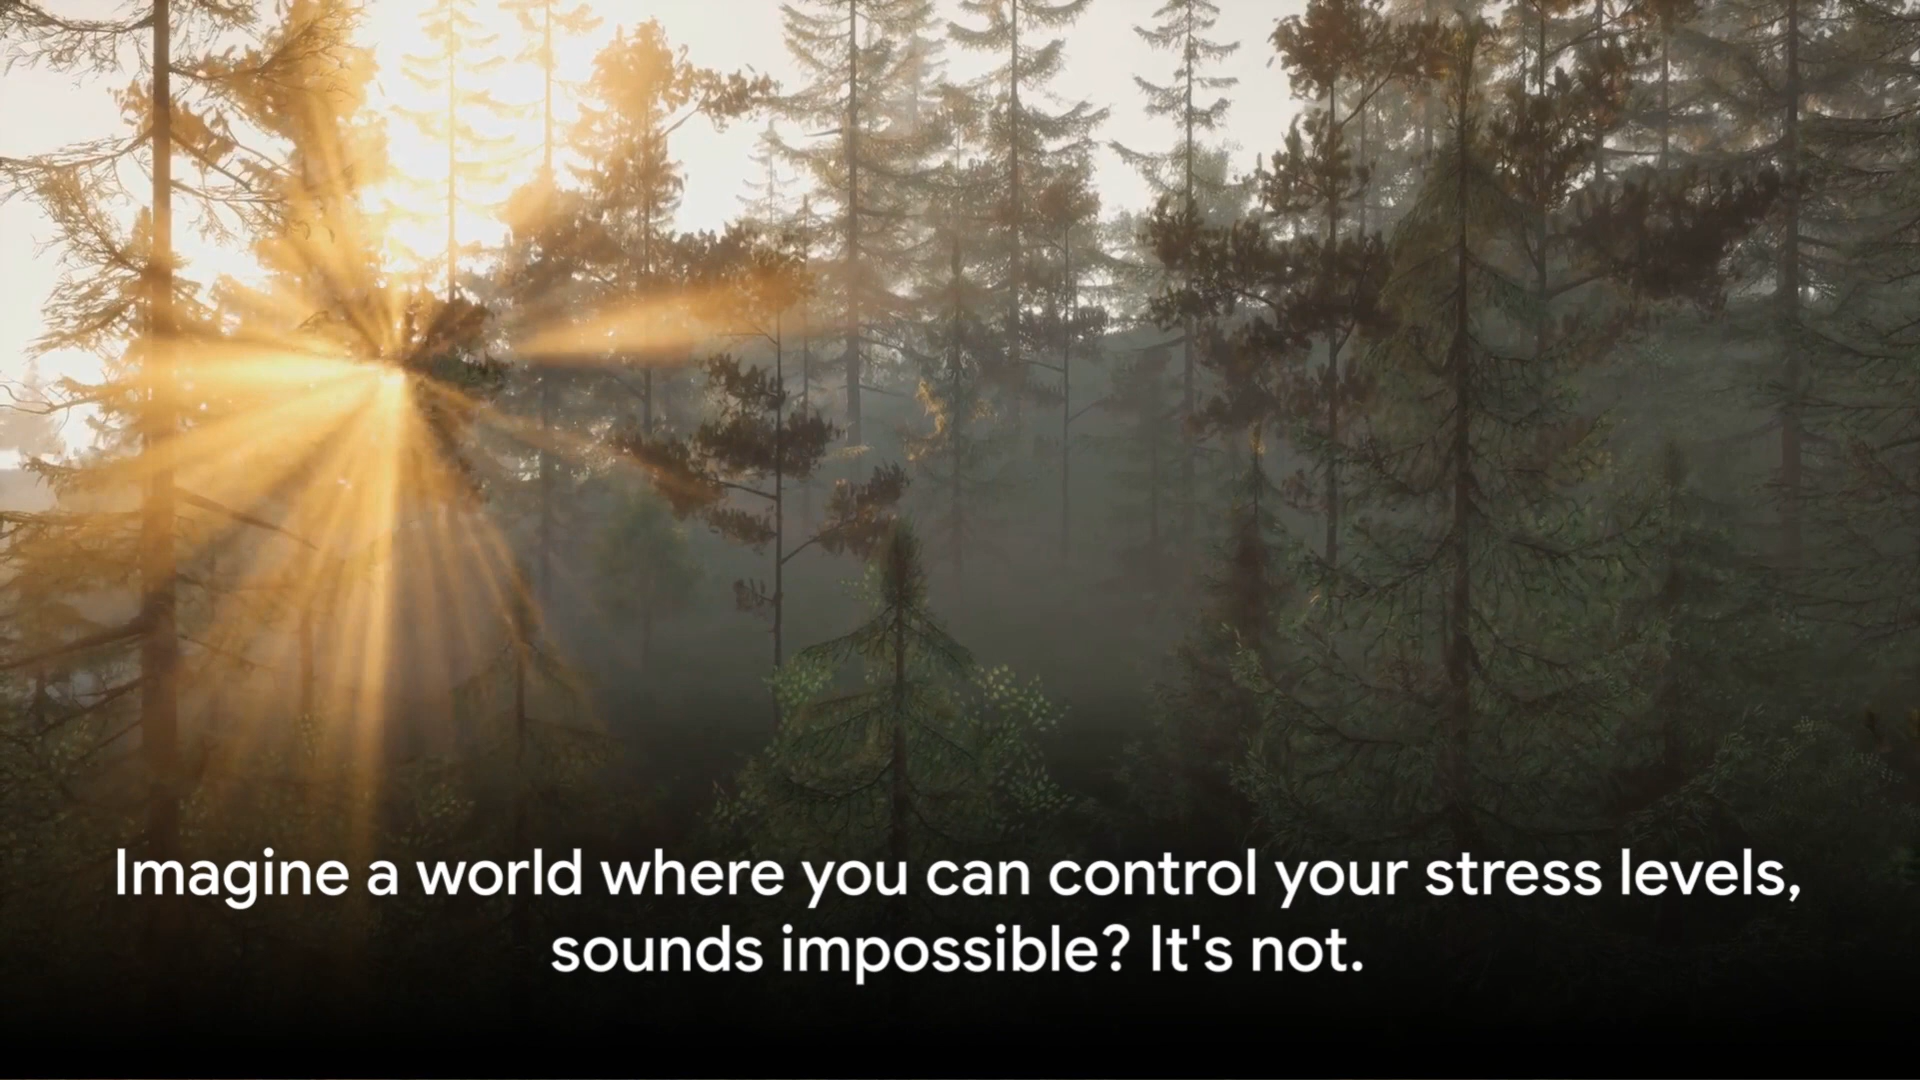 Imagine a world where you can control your stress levels,
sounds impossible? It's not.